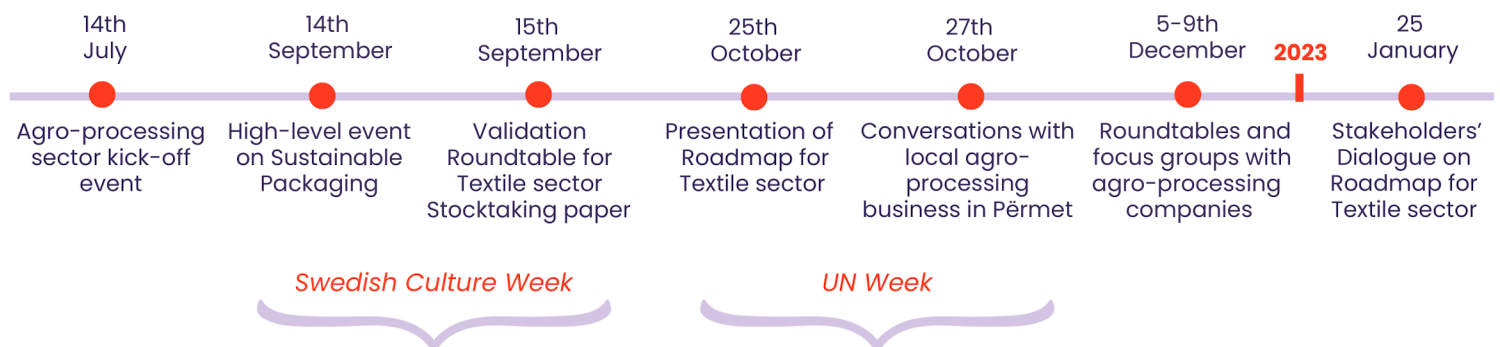 14th
July
14th
September
15th
September
25th
October
27th
October
5-9th
December
2023
25
January
Agro-processing
sector kick-off
event
High-level event
on Sustainable
Packaging
Validation
Roundtable for
Textile sector
Stocktaking paper
Presentation of
Roadmap for
Textile sector
Conversations with
local agro-
processing
business in Përmet
Roundtables and
focus groups with
agro-processing
companies
Stakeholders’
Dialogue on
Roadmap for
Textile sector
Swedish Culture Week
UN Week